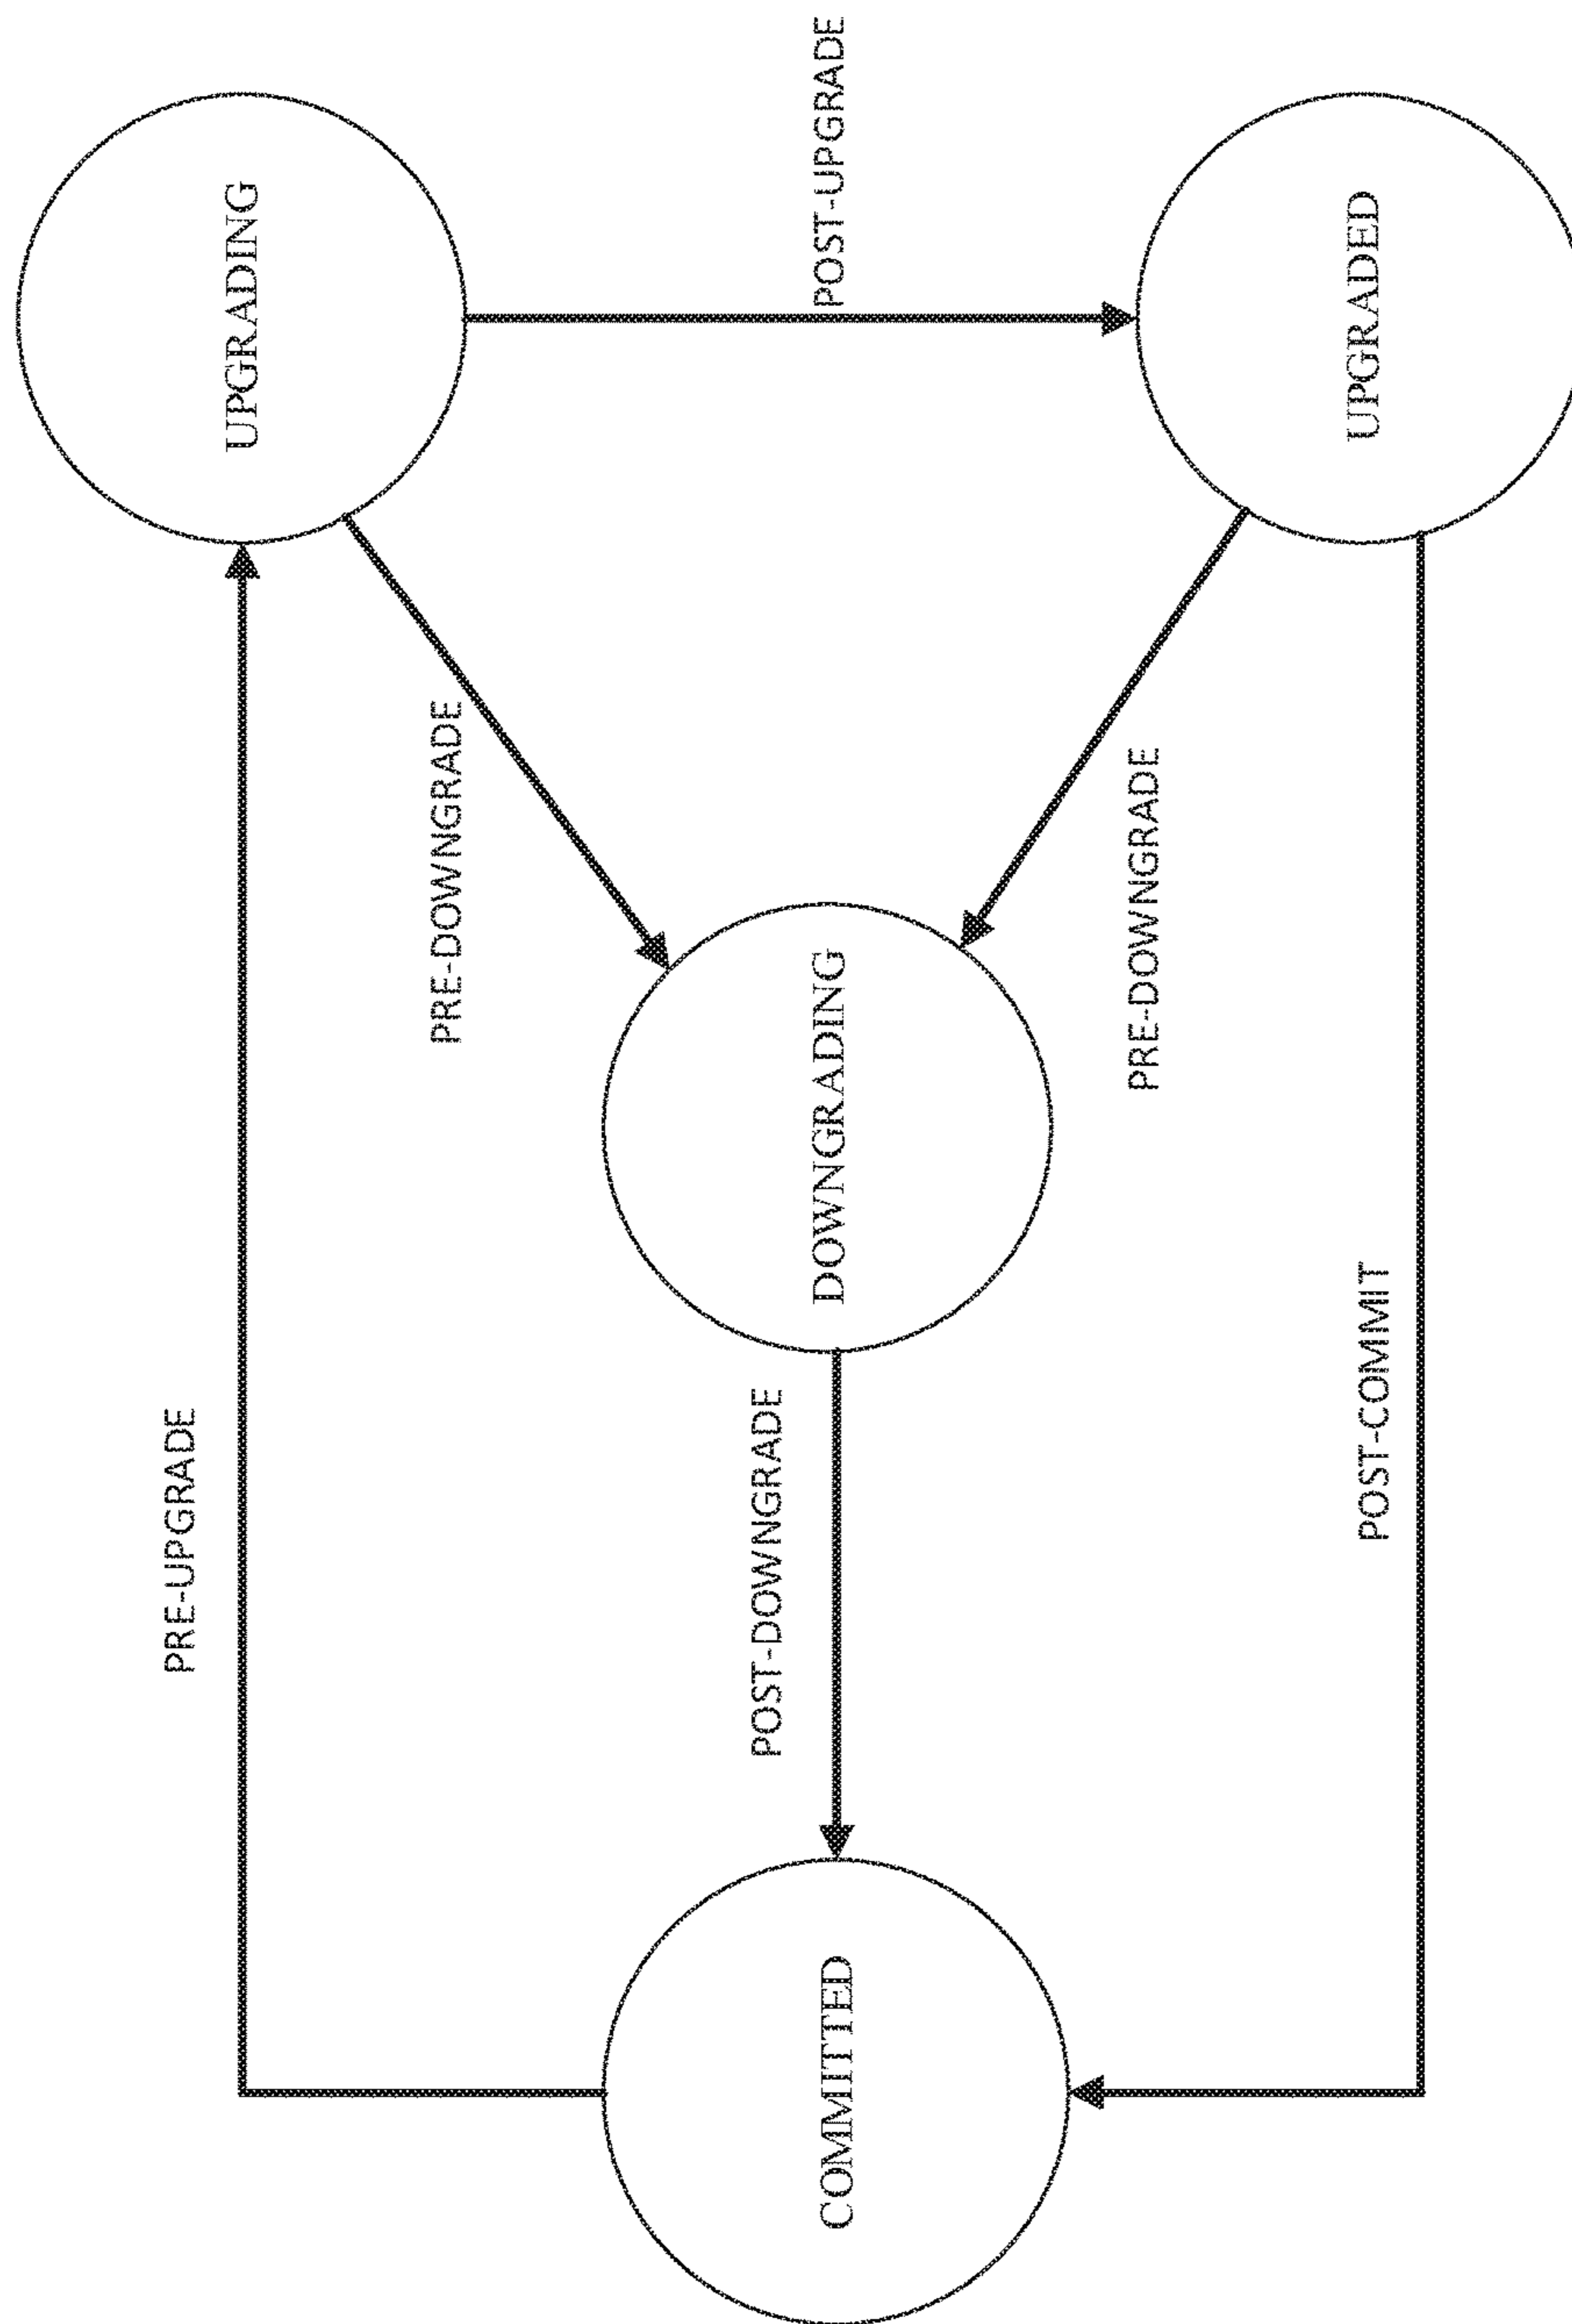 PRE-UPGRADE
UPGRADING
PRE-DOWNGRADE
POST-DOWNGRADE
COMMITTED
DOWNGRADING
POST-UPGRADE
PRE-DOWNGRADE
POST-COMMIT
UPGRADED